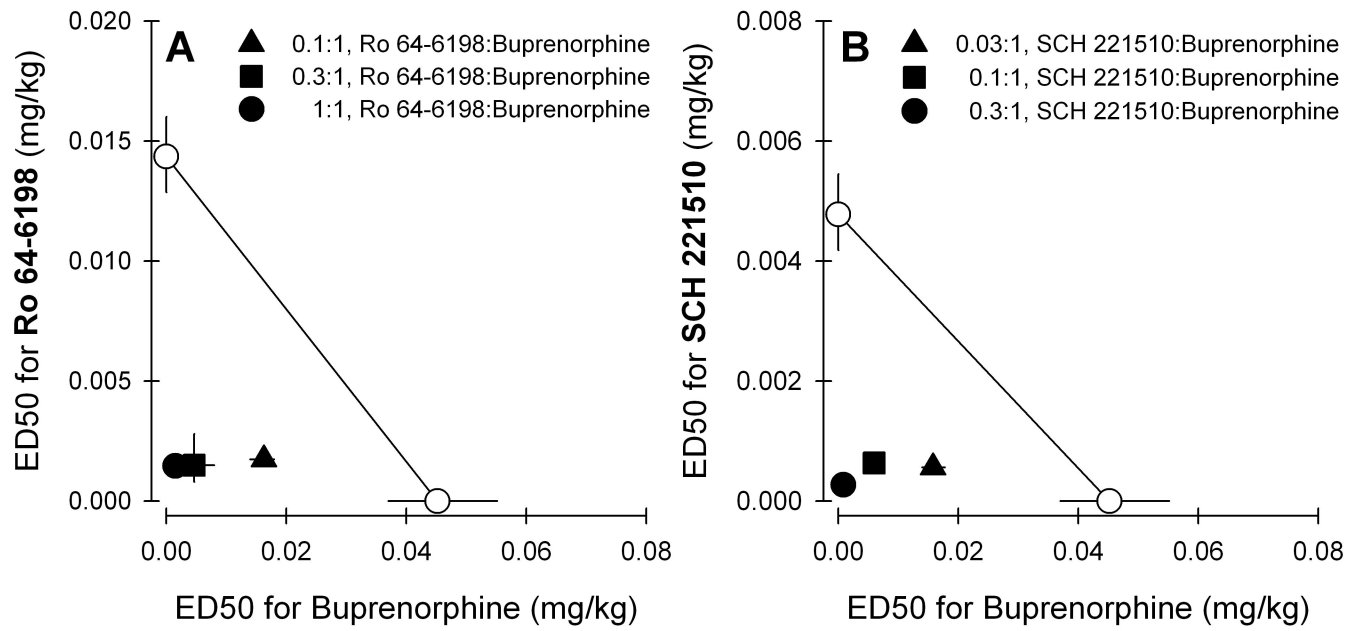 A
0.1:1, Ro 64-6198:Buprenorphine
0.3:1, Ro 64-6198:Buprenorphine
1:1, Ro 64-6198:Buprenorphine
ED50 for Ro 64-6198 (mg/kg)
0.020
0.015
0.010
0.005
0.000
0.00 0.02 0.04 0.06 0.08
ED50 for Buprenorphine (mg/kg)
B
0.03:1, SCH 221510:Buprenorphine
0.1:1, SCH 221510:Buprenorphine
0.3:1, SCH 221510:Buprenorphine
ED50 for SCH 221510 (mg/kg)
0.008
0.006
0.004
0.002
0.000
0.00 0.02 0.04 0.06 0.08
ED50 for Buprenorphine (mg/kg)